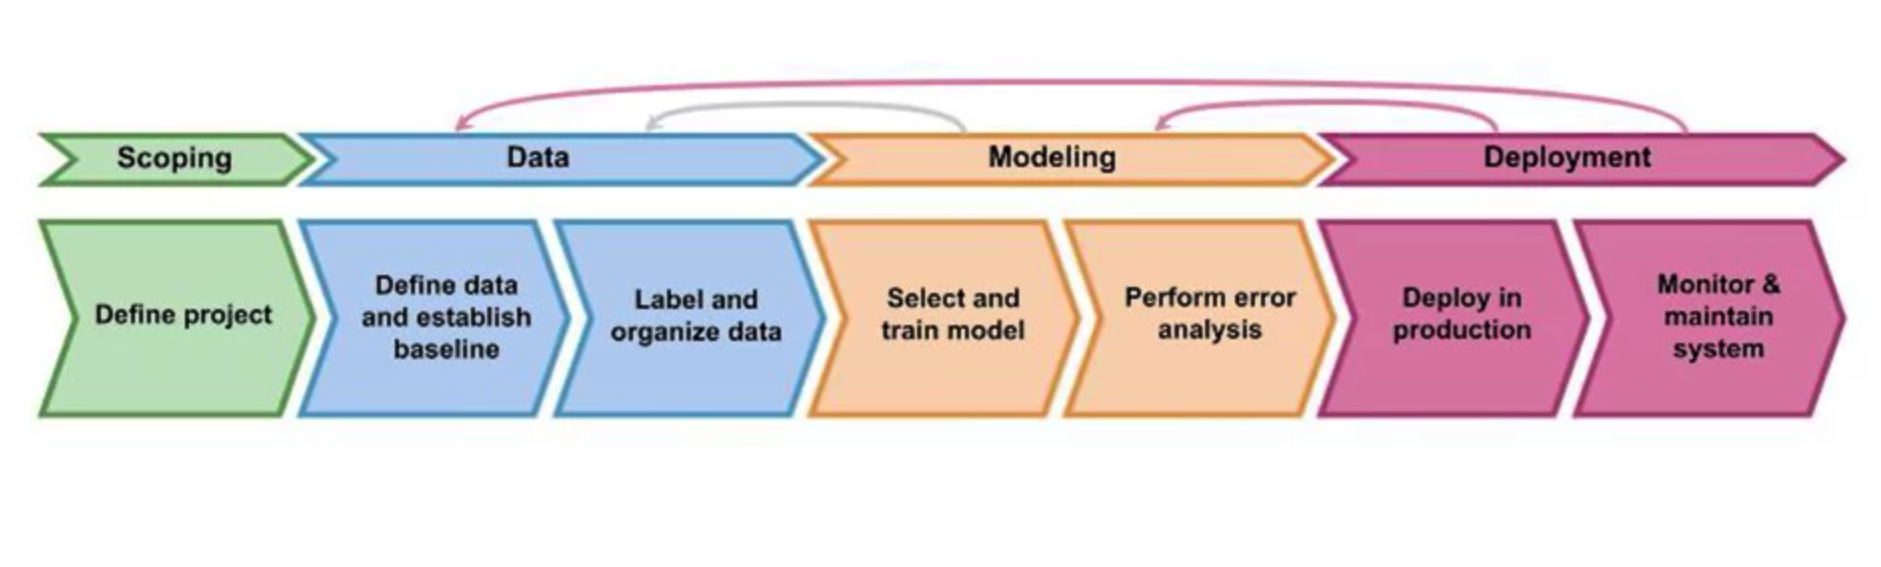 Scoping
Data
Modeling
Deployment
Define project
Define data
and establish
baseline
Label and
organize data
Select and
train model
Perform error
analysis
Deploy in
production
Monitor &
maintain
system